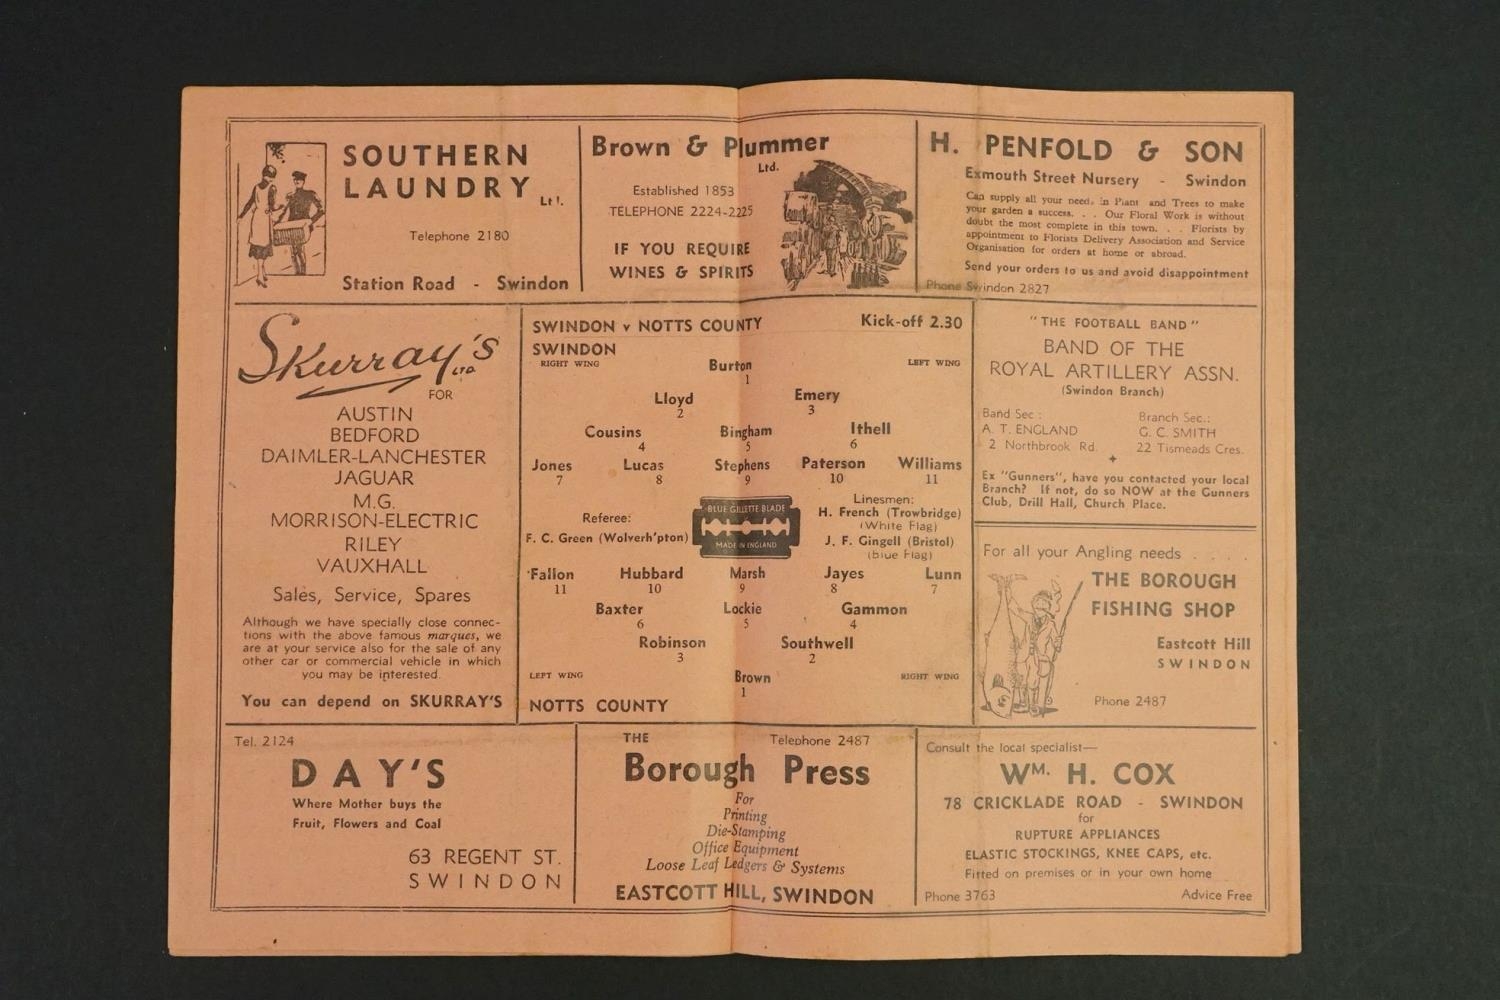 SOUTHERN
LAUNDRY Ltd.
Telephone 2180
Station Road - Swindon
Brown & Plummer
Ltd.
Established 1853
TELEPHONE 2224-2225
IF YOU REQUIRE
WINES & SPIRITS
H. PENFOLD & SON
Exmouth Street Nursery - Swindon
Can supply all your needs in Plant and Trees to make
your garden a success. . . Our Floral Work is without
doubt the most complete in this town. . . Florists by
appointment to Florists Delivery Association and Service
Organisation for orders at home or abroad.
Send your orders to us and avoid disappointment
Phone Swindon 2827
Skurray's
LTD.
FOR
AUSTIN
BEDFORD
DAIMLER-LANCHESTER
JAGUAR
M.G.
MORRISON-ELECTRIC
RILEY
VAUXHALL
Sales, Service, Spares
Although we have specially close connec-
tions with the above famous marques, we
are at your service also for the sale of any
other car or commercial vehicle in which
you may be interested.
You can depend on SKURRAY'S
SWINDON v NOTTS COUNTY Kick-off 2.30
SWINDON
RIGHT WING LEFT WING
Burton
1
Lloyd Emery
2 3
Cousins Bingham Ithell
4 5 6
Jones Lucas Stephens Paterson Williams
7 8 9 10 11
Referee:
F. C. Green (Wolverh'pton)
BLUE GILLETTE BLADE
MADE IN ENGLAND
Linesmen:
H. French (Trowbridge)
(White Flag)
J. F. Gingell (Bristol)
(Blue Flag)
Fallon Hubbard Marsh Jayes Lunn
11 10 9 8 7
Baxter Lockie Gammon
6 5 4
Robinson Southwell
3 2
LEFT WING Brown RIGHT WING
1
NOTTS COUNTY
"THE FOOTBALL BAND"
BAND OF THE
ROYAL ARTILLERY ASSN.
(Swindon Branch)
Band Sec : Branch Sec.:
A. T. ENGLAND G. C. SMITH
2 Northbrook Rd. 22 Tismeads Cres.
Ex "Gunners", have you contacted your local
Branch? If not, do so NOW at the Gunners
Club, Drill Hall, Church Place.
For all your Angling needs . . . .
THE BOROUGH
FISHING SHOP
Eastcott Hill
SWINDON
Phone 2487
Tel. 2124
DAY'S
Where Mother buys the
Fruit, Flowers and Coal
63 REGENT ST.
SWINDON
THE Telephone 2487
Borough Press
For
Printing
Die-Stamping
Office Equipment
Loose Leaf Ledgers & Systems
EASTCOTT HILL, SWINDON
Consult the local specialist—
WM. H. COX
78 CRICKLADE ROAD - SWINDON
for
RUPTURE APPLIANCES
ELASTIC STOCKINGS, KNEE CAPS, etc.
Fitted on premises or in your own home
Phone 3763 Advice Free